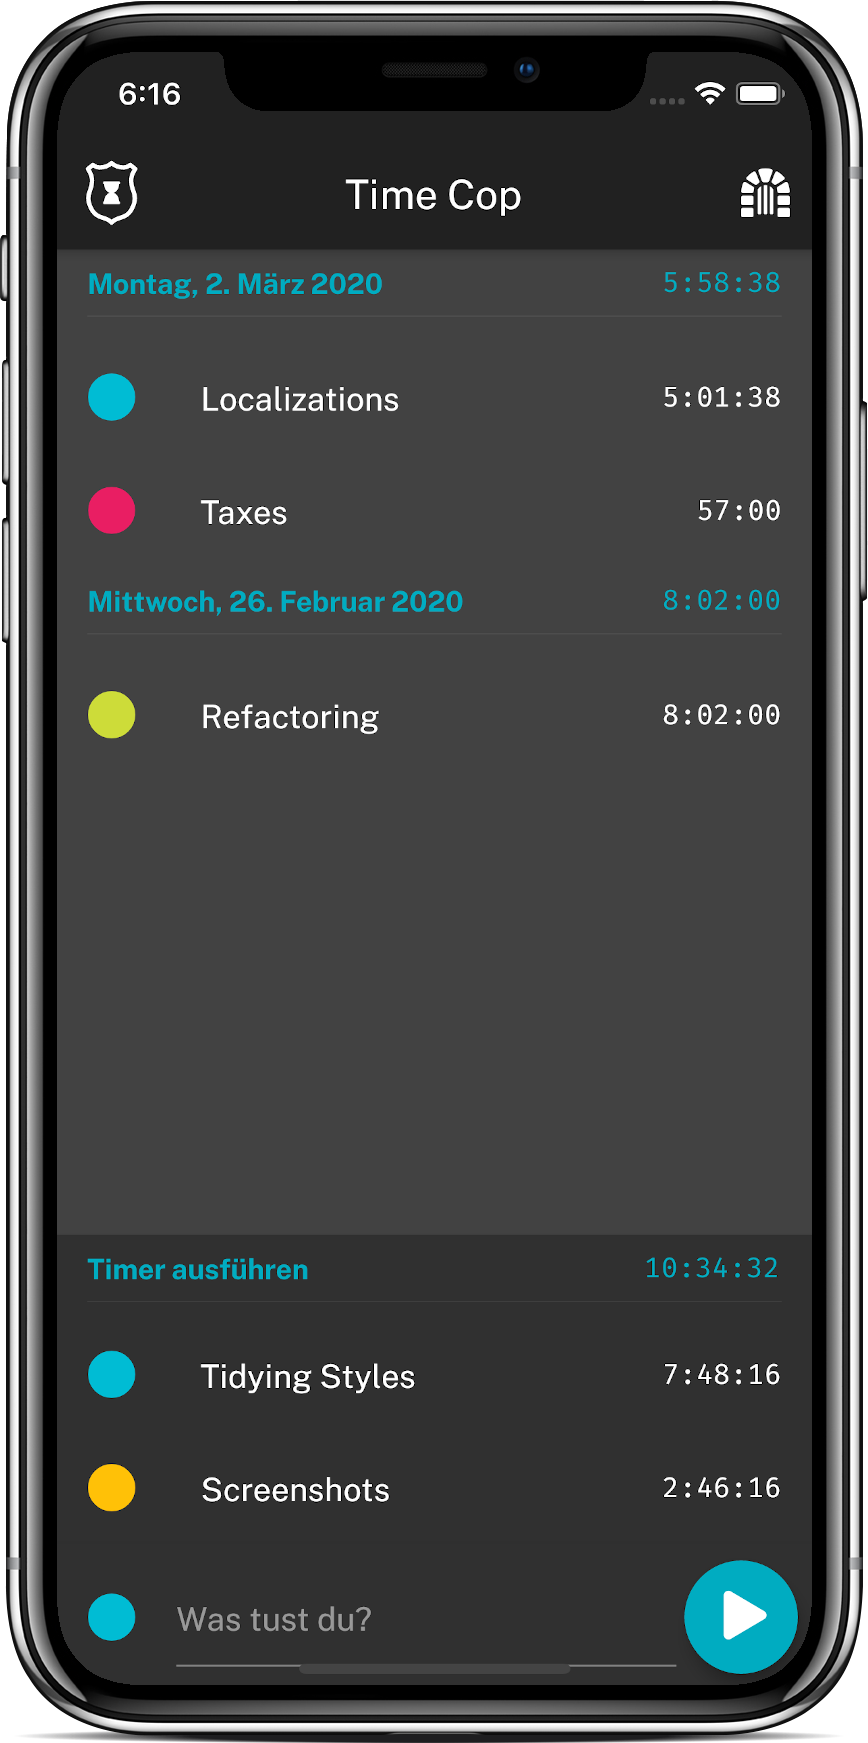 6:16
Time Cop
Montag, 2. März 2020 5:58:38
Localizations 5:01:38
Taxes 57:00
Mittwoch, 26. Februar 2020 8:02:00
Refactoring 8:02:00
Timer ausführen 10:34:32
Tidying Styles 7:48:16
Screenshots 2:46:16
Was tust du?